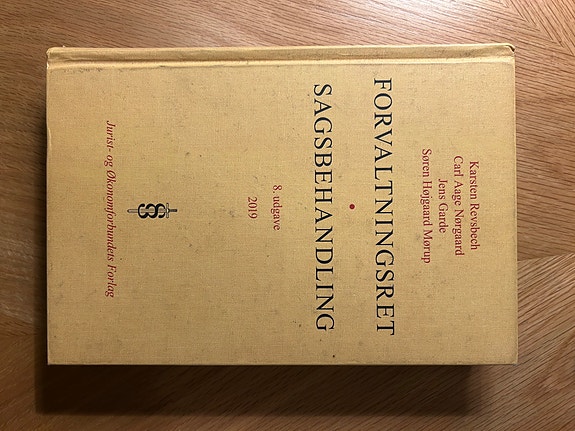 Karsten Revsbech
Carl Aage Nørgaard
Jens Garde
Søren Højgaard Mørup
FORVALTNINGSRET
•
SAGSBEHANDLING
8. udgave
2019
Jurist- og Økonomforbundets Forlag